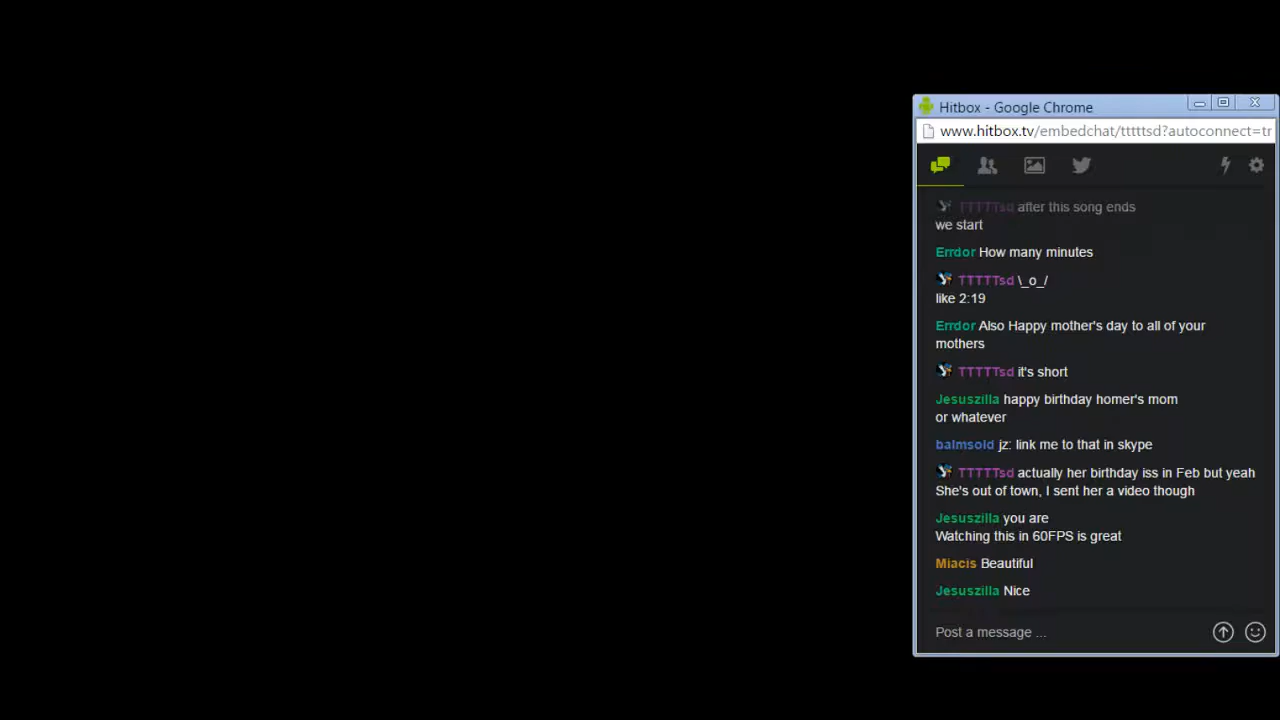 Hitbox - Google Chrome
www.hitbox.tv/embedchat/tttttsd?autoconnect=tr
TTTTTsd after this song ends
we start
Errdor How many minutes
TTTTTsd \_o_/
like 2:19
Errdor Also Happy mother's day to all of your
mothers
TTTTTsd it's short
Jesuszilla happy birthday homer's mom
or whatever
balmsold jz: link me to that in skype
TTTTTsd actually her birthday iss in Feb but yeah
She's out of town, I sent her a video though
Jesuszilla you are
Watching this in 60FPS is great
Miacis Beautiful
Jesuszilla Nice
Post a message ...